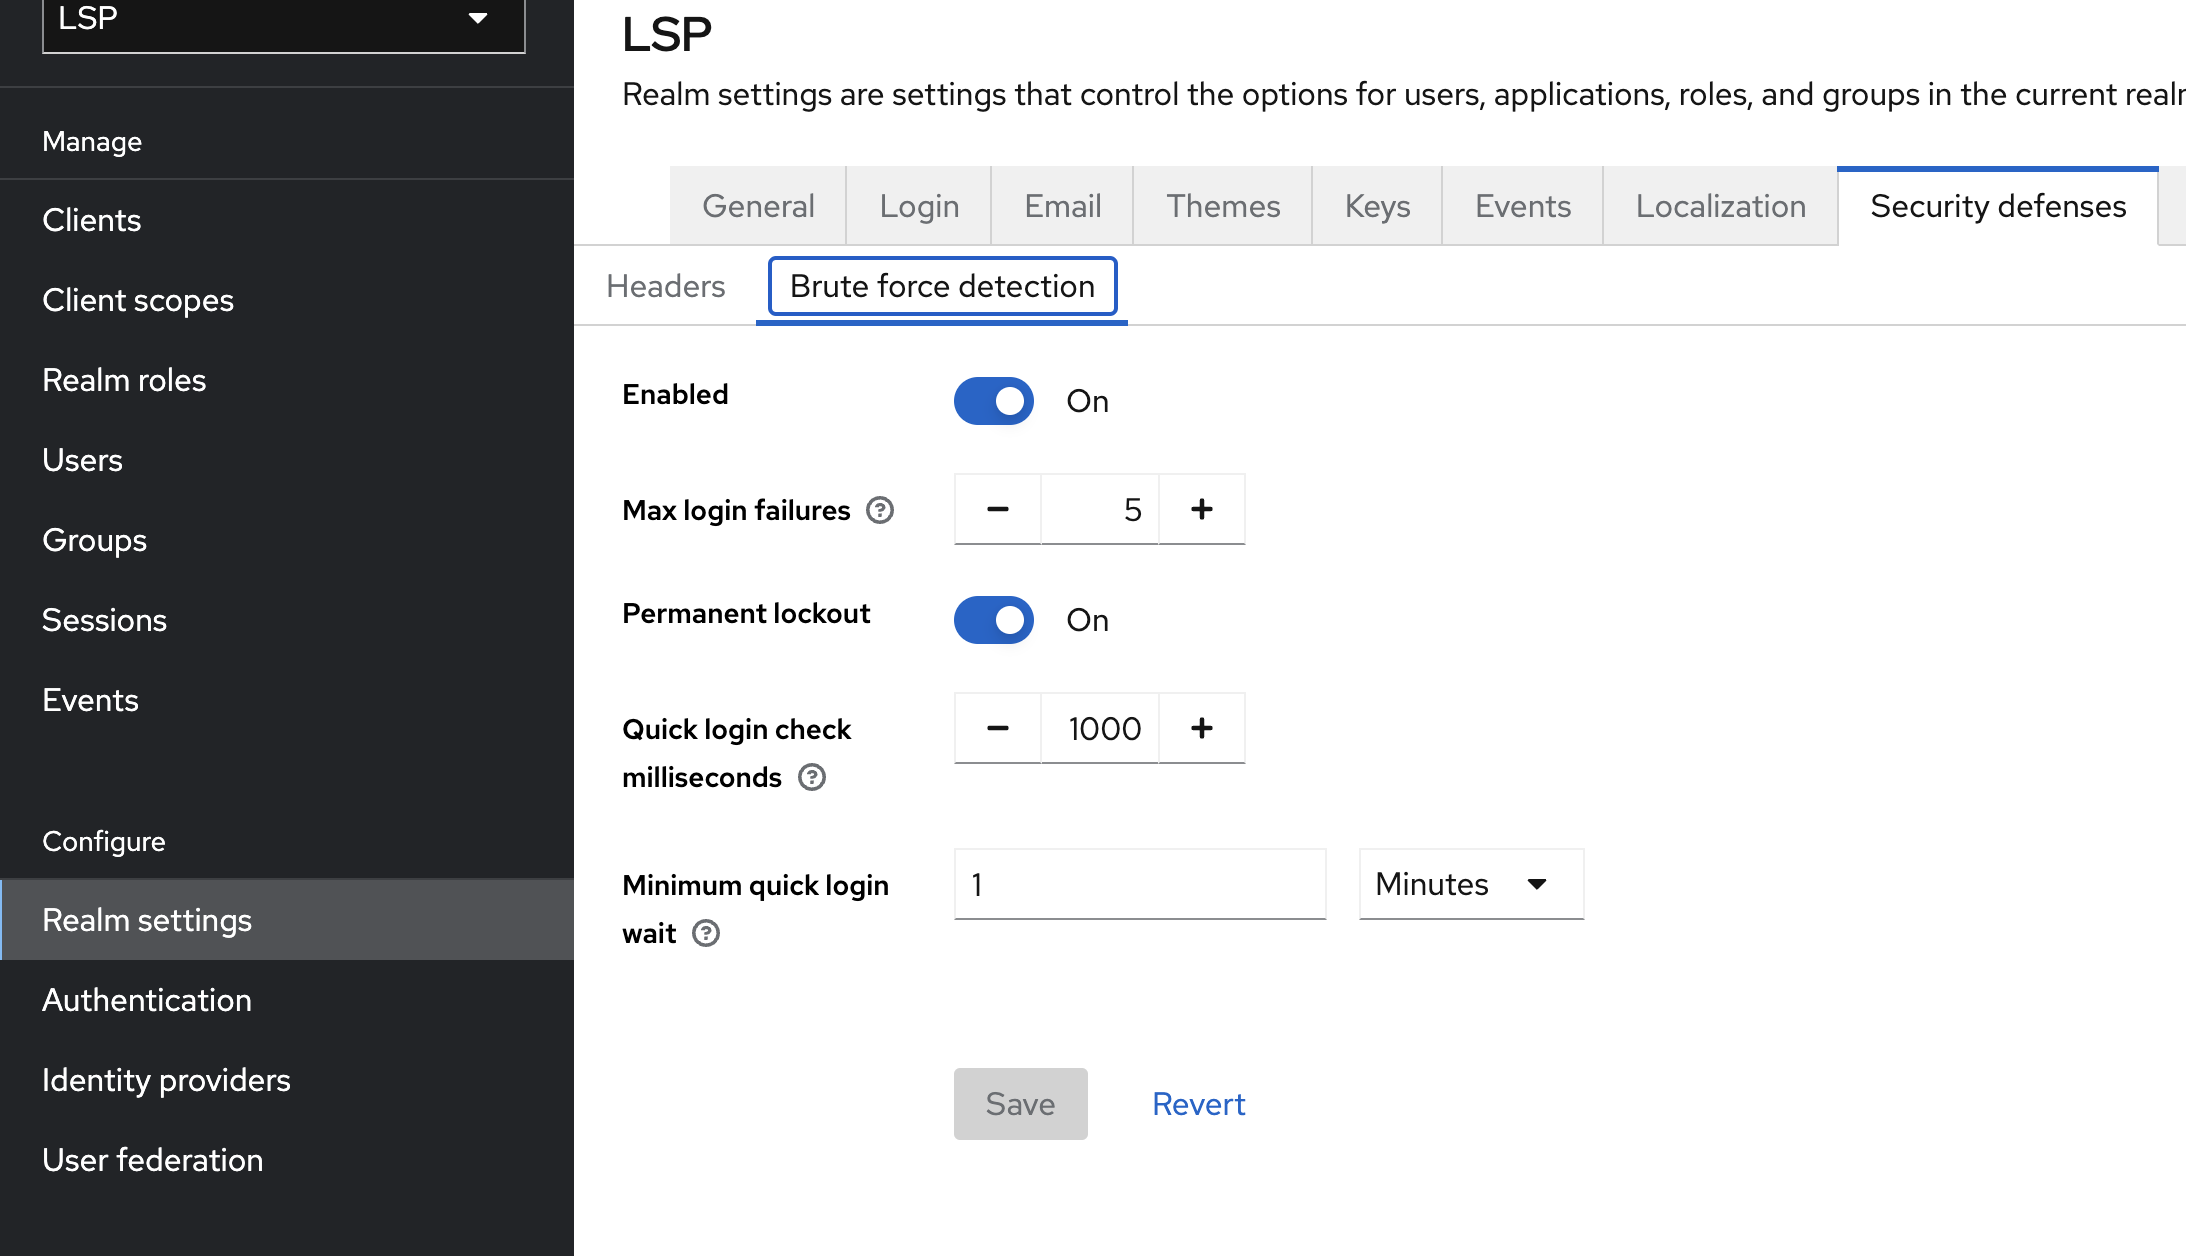 LSP
Manage
Clients
Client scopes
Realm roles
Users
Groups
Sessions
Events
Configure
Realm settings
Authentication
Identity providers
User federation
LSP
Realm settings are settings that control the options for users, applications, roles, and groups in the current
General Login Email Themes Keys Events Localization Security defenses
Headers Brute force detection
Enabled On
Max login failures 5
Permanent lockout On
Quick login check
milliseconds
1000
Minimum quick login
wait
1 Minutes
Save Revert